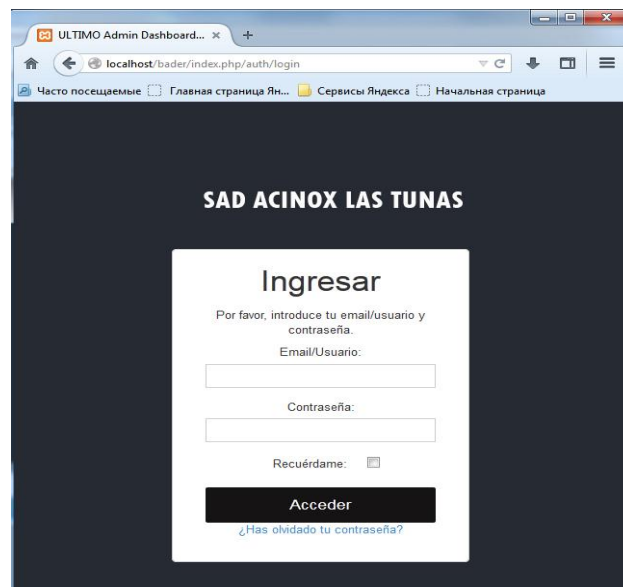 ULTIMO Admin Dashboard...
localhost/bader/index.php/auth/login
Часто посещаемые Главная страница Ян... Сервисы Яндекса Начальная страница
SAD ACINOX LAS TUNAS
Ingresar
Por favor, introduce tu email/usuario y
contraseña.
Email/Usuario:
Contraseña:
Recuérdame:
Acceder
¿Has olvidado tu contraseña?